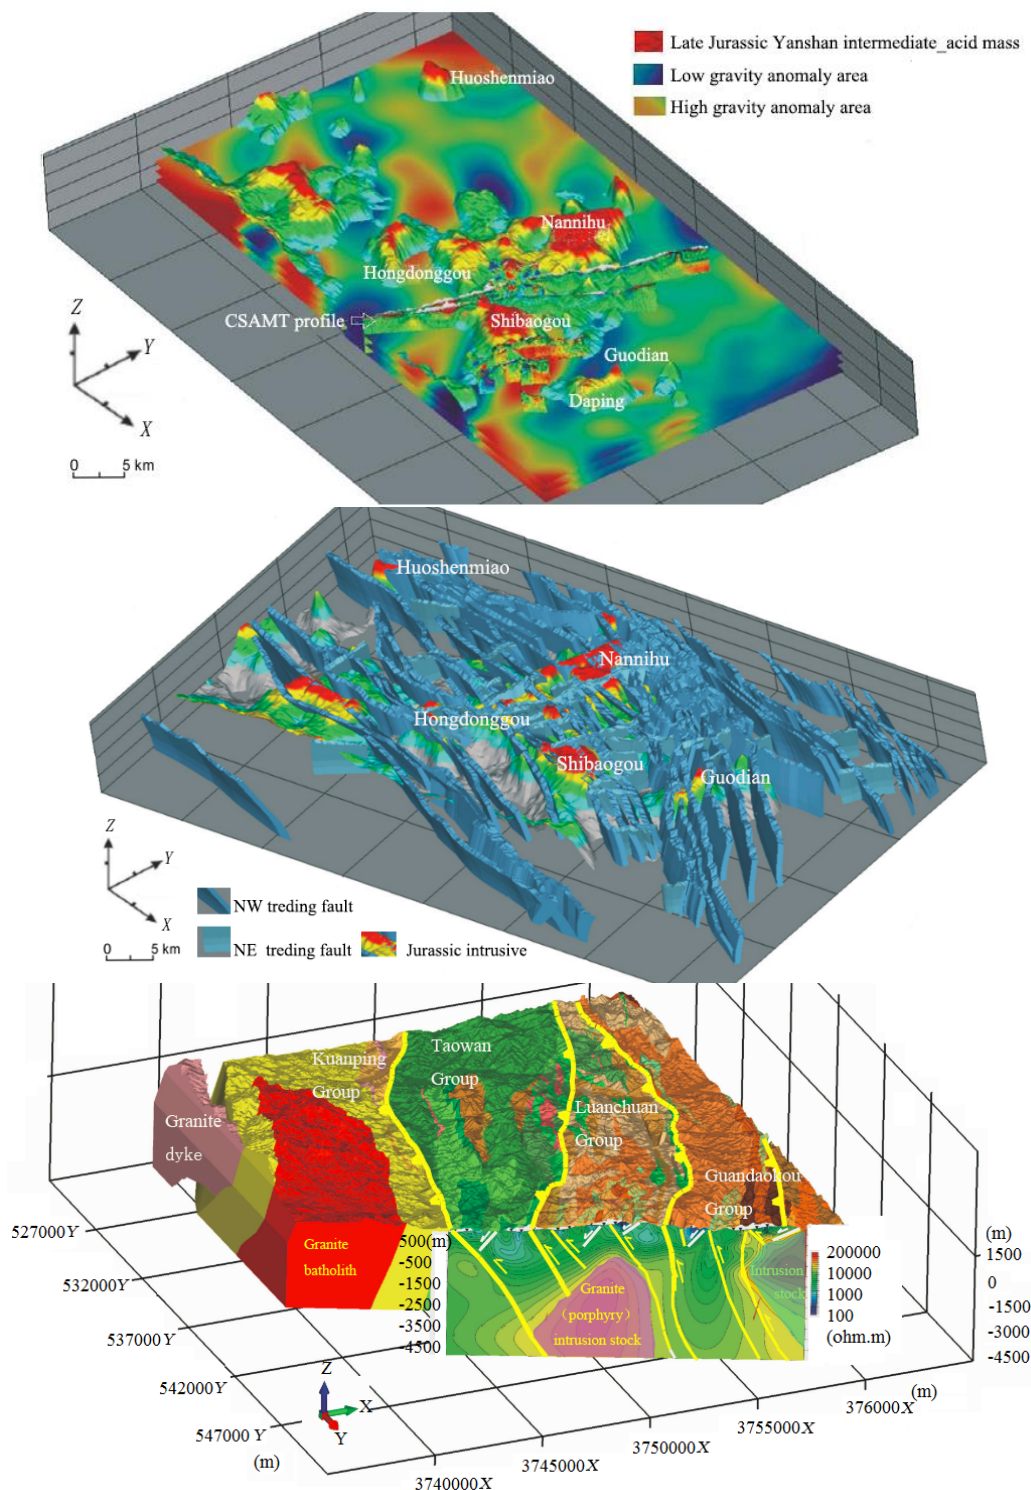 Late Jurassic Yanshan intermediate_acid mass
Low gravity anomaly area
High gravity anomaly area
Huoshenmiao
Nannihu
Hongdonggou
CSAMT profile
Shibaogou
Guodian
Daping
Z
Y
X
0 5 km
Huoshenmiao
Nannihu
Hongdonggou
Shibaogou
Guodian
Z
Y
X
0 5 km
NW treding fault
NE treding fault
Jurassic intrusive
Kuanping
Group
Taowan
Group
Luanchuan
Group
Guandaokou
Group
Granite
dyke
Granite
batholith
500(m)
-500
-1500
-2500
-3500
-4500
Granite
(porphyry)
intrusion stock
Intrusion
stock
200000
10000
1000
100
(ohm.m)
(m)
1500
0
-1500
-3000
-4500
527000Y
532000Y
537000Y
542000Y
547000Y
(m)
Z
X
Y
3740000X
3745000X
3750000X
3755000X
376000X
(m)